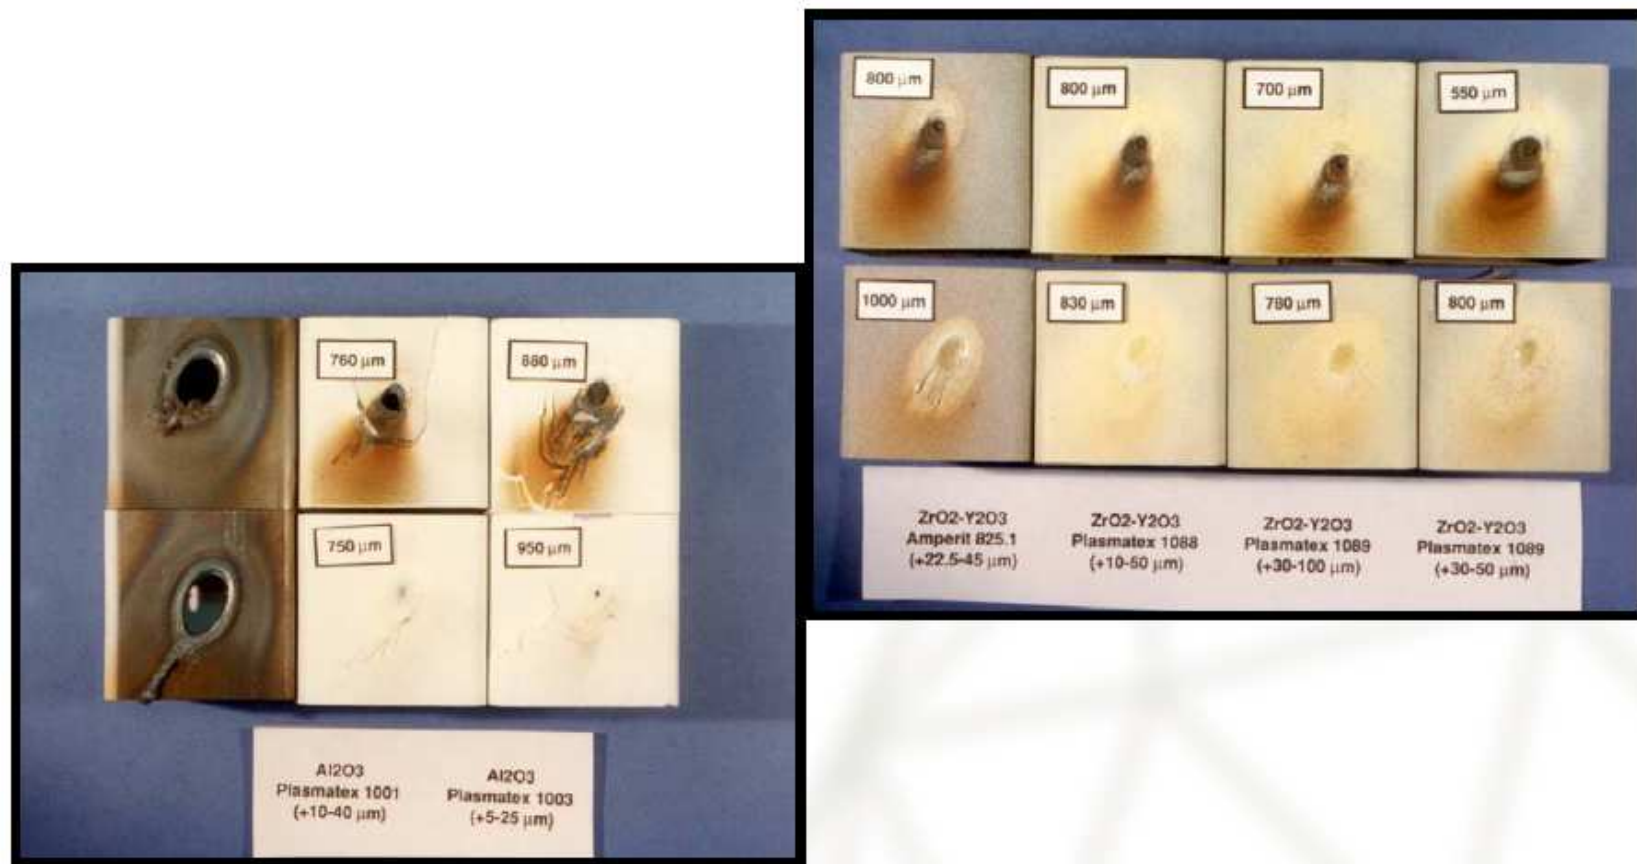 800 µm
800 µm
700 µm
550 µm
1000 µm
830 µm
780 µm
800 µm
ZrO2-Y2O3
Amperit 825.1
(+22.5-45 µm)
ZrO2-Y2O3
Plasmatex 1088
(+10-50 µm)
ZrO2-Y2O3
Plasmatex 1089
(+30-100 µm)
ZrO2-Y2O3
Plasmatex 1089
(+30-50 µm)
760 µm
880 µm
750 µm
950 µm
Al2O3
Plasmatex 1001
(+10-40 µm)
Al2O3
Plasmatex 1003
(+5-25 µm)